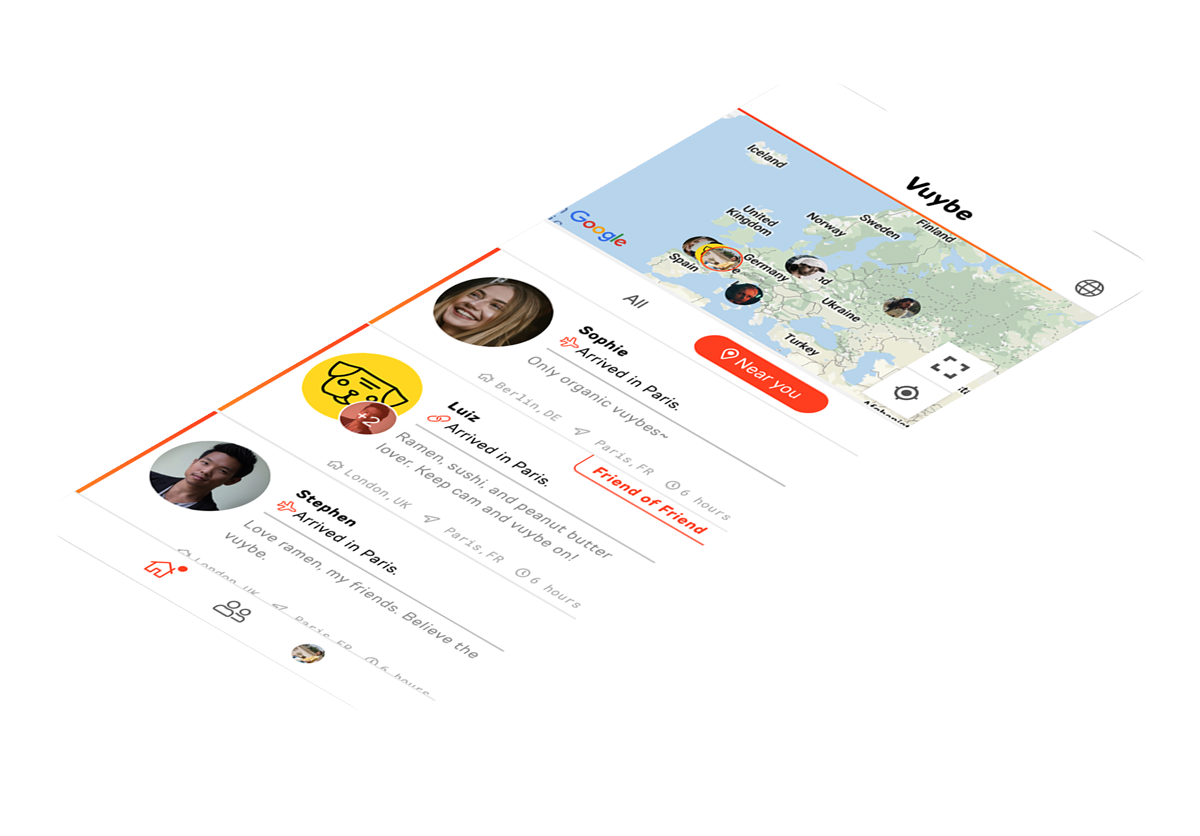 Vuybe
Iceland
United
Kingdom
Norway
Sweden
Finland
Google
Spain
Germany
Ukraine
Turkey
All
Near you
Sophie
Arrived in Paris.
Only organic vuybes~
Berlin,DE
Paris,FR
6 hours
Friend of Friend
+2
Luiz
Arrived in Paris.
Ramen, sushi, and peanut butter
lover. Keep cam and vuybe on!
London,UK
Paris,FR
6 hours
Stephen
Arrived in Paris.
Love ramen, my friends. Believe the
vuybe.
London,UK
Paris,FR
6 hours